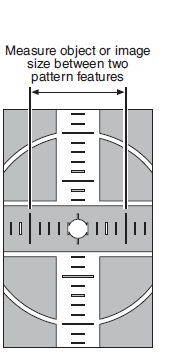 Measure object or image
size between two
pattern features